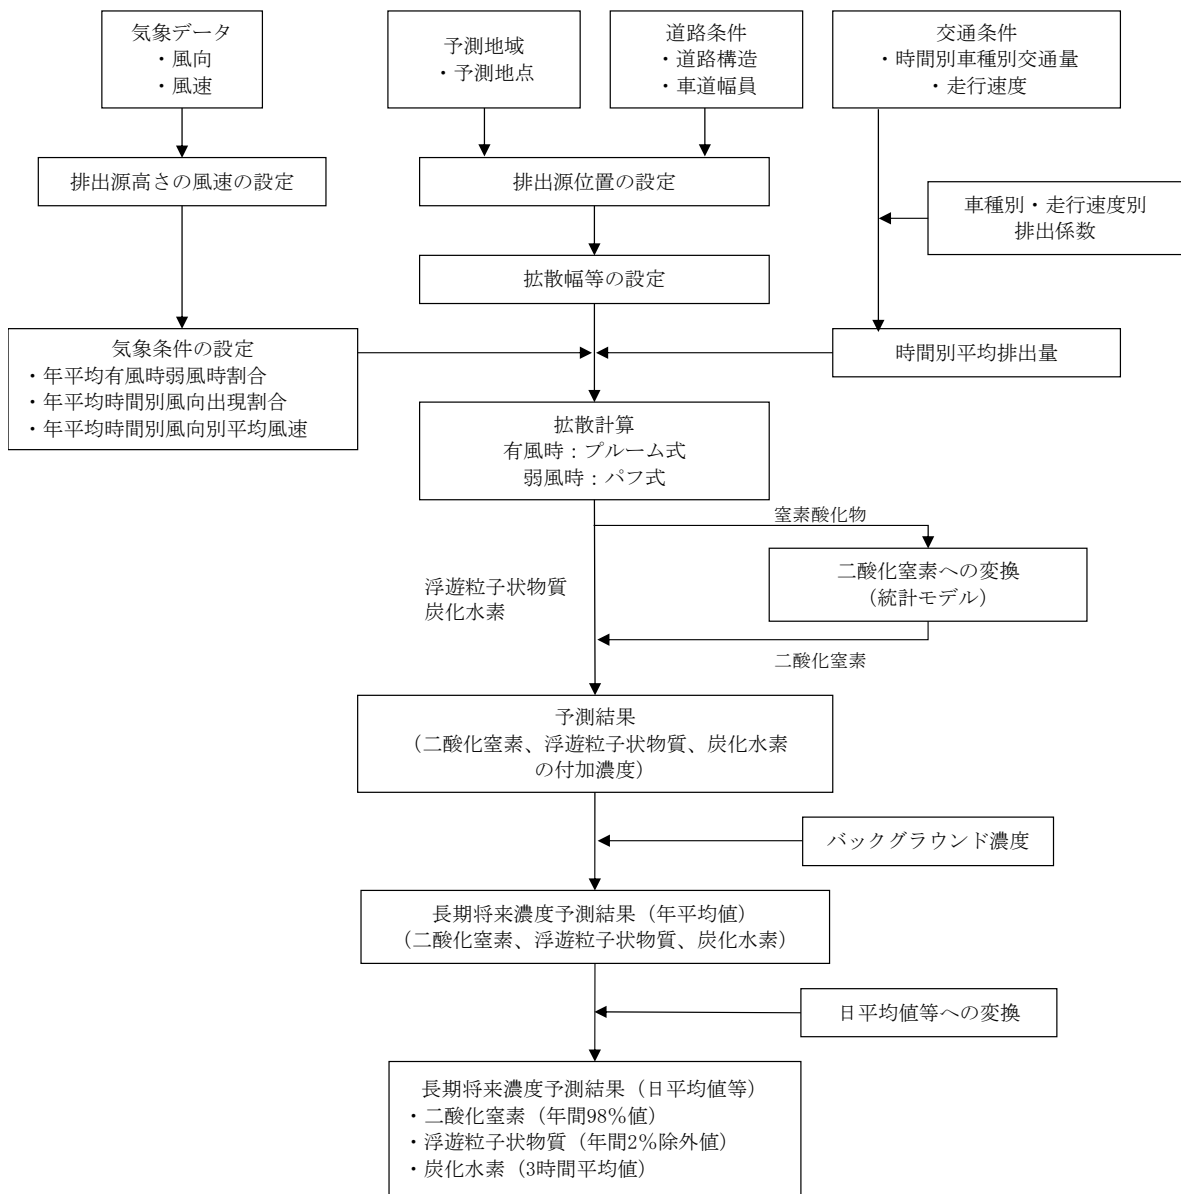 気象データ
・風向
・風速
予測地域
・予測地点
道路条件
・道路構造
・車道幅員
交通条件
・時間別車種別交通量
・走行速度
排出源高さの風速の設定
排出源位置の設定
車種別・走行速度別
排出係数
拡散幅等の設定
気象条件の設定
・年平均有風時弱風時割合
・年平均時間別風向出現割合
・年平均時間別風向別平均風速
時間別平均排出量
拡散計算
有風時：プルーム式
弱風時：パフ式
窒素酸化物
二酸化窒素への変換
（統計モデル）
浮遊粒子状物質
炭化水素
二酸化窒素
予測結果
（二酸化窒素、浮遊粒子状物質、炭化水素
の付加濃度）
バックグラウンド濃度
長期将来濃度予測結果（年平均値）
（二酸化窒素、浮遊粒子状物質、炭化水素）
日平均値等への変換
長期将来濃度予測結果（日平均値等）
・二酸化窒素（年間98%値）
・浮遊粒子状物質（年間2%除外値）
・炭化水素（3時間平均値）